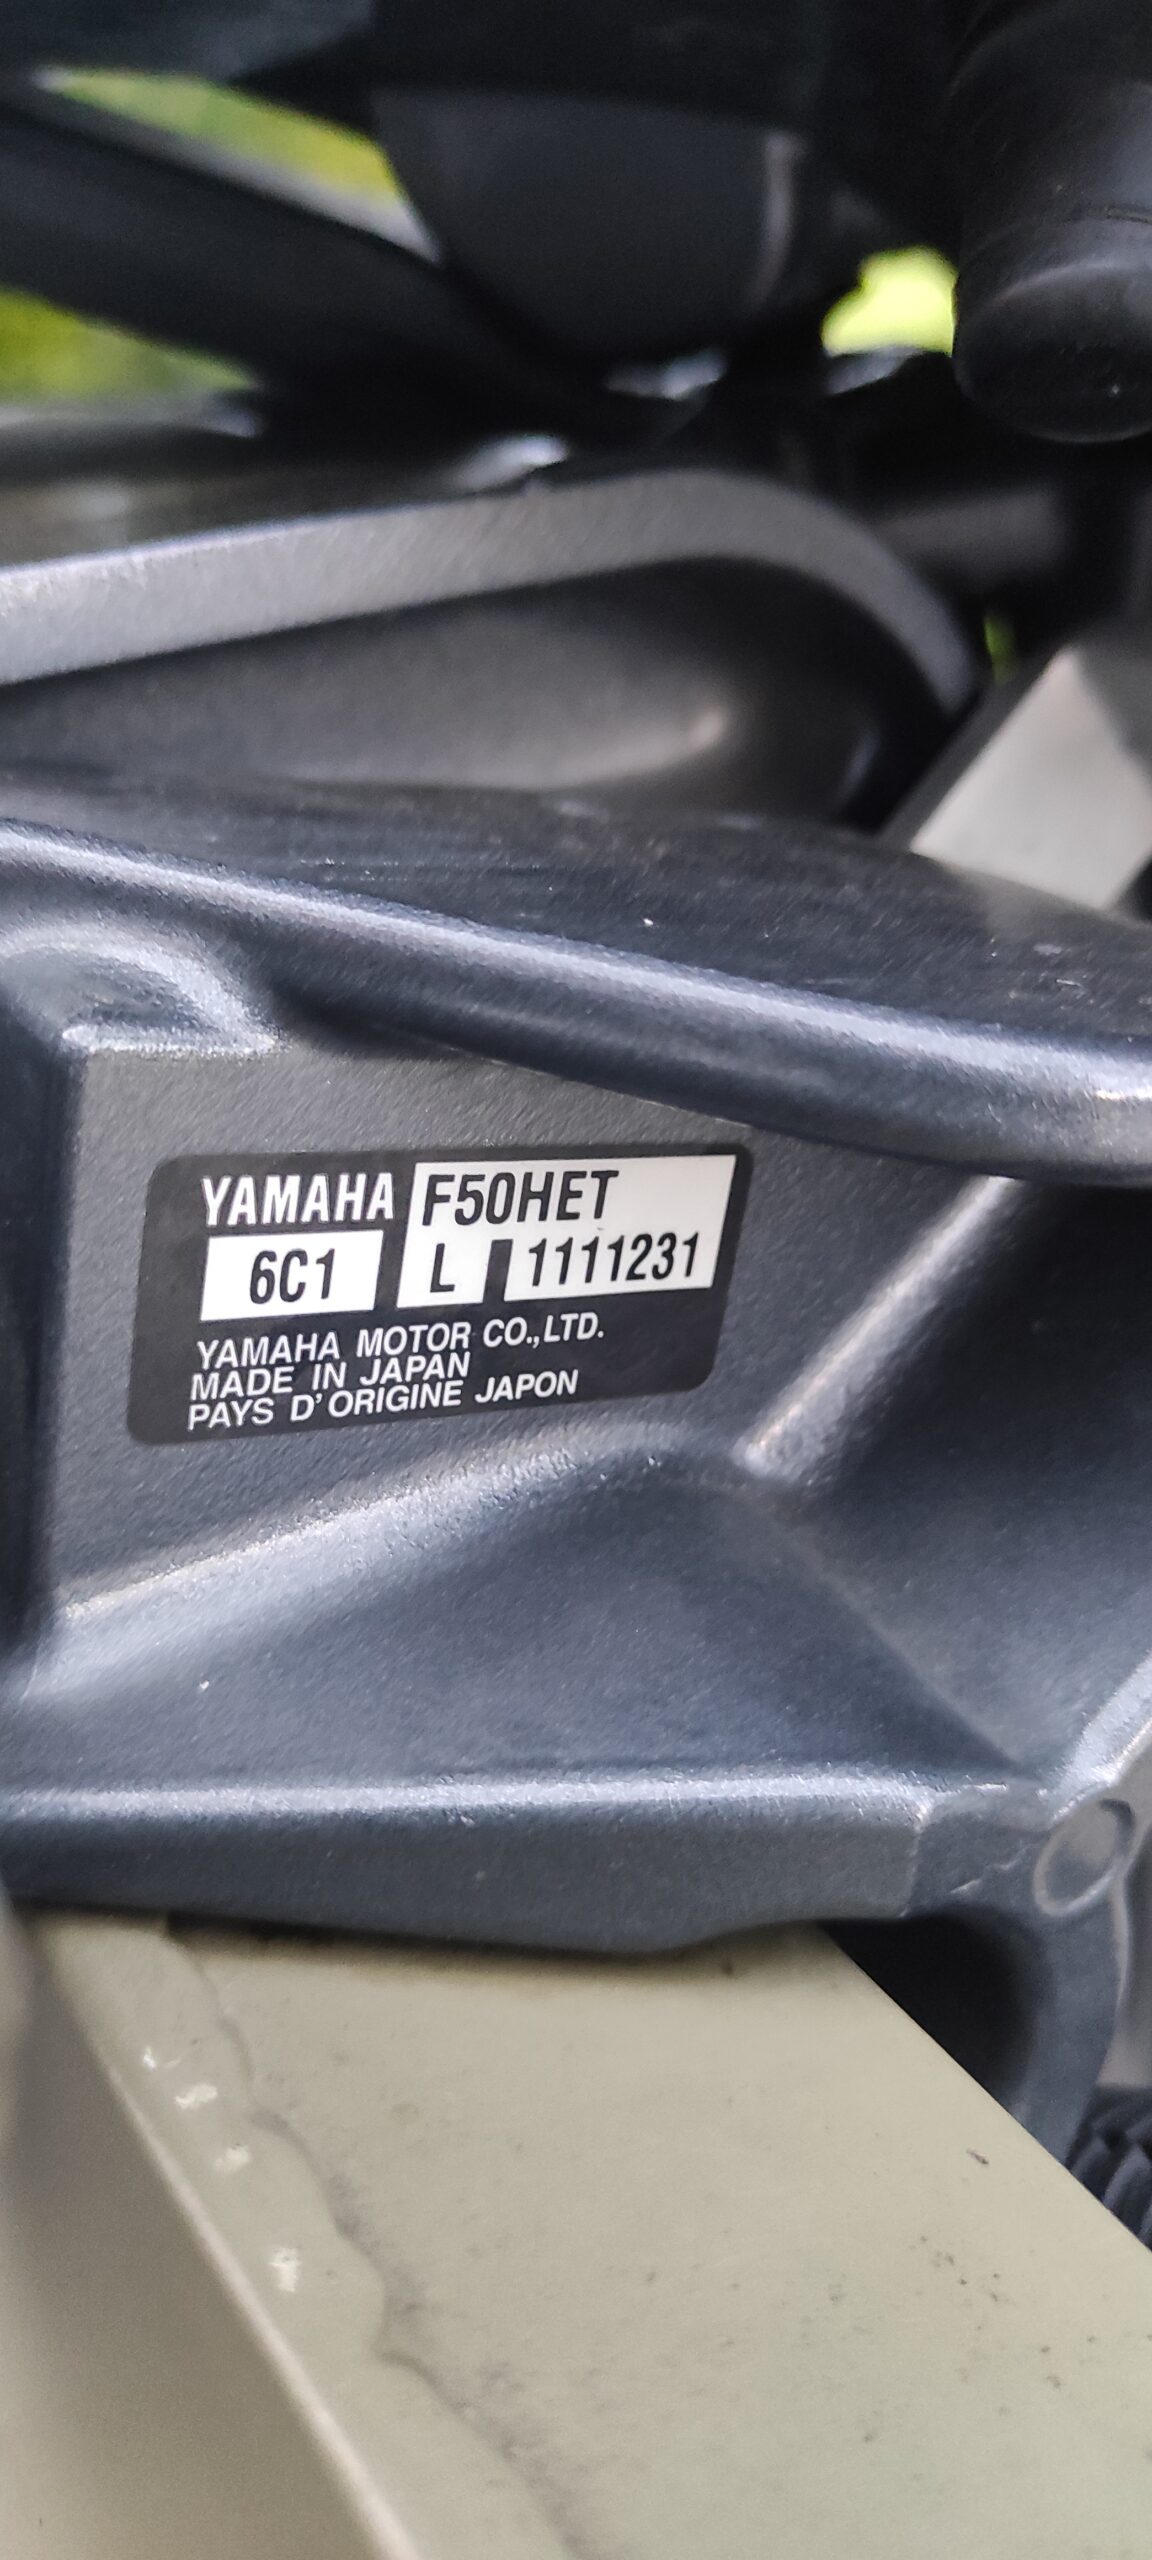 YAMAHA F50HET
6C1 L 1111231
YAMAHA MOTOR CO.,LTD.
MADE IN JAPAN
PAYS D'ORIGINE JAPON